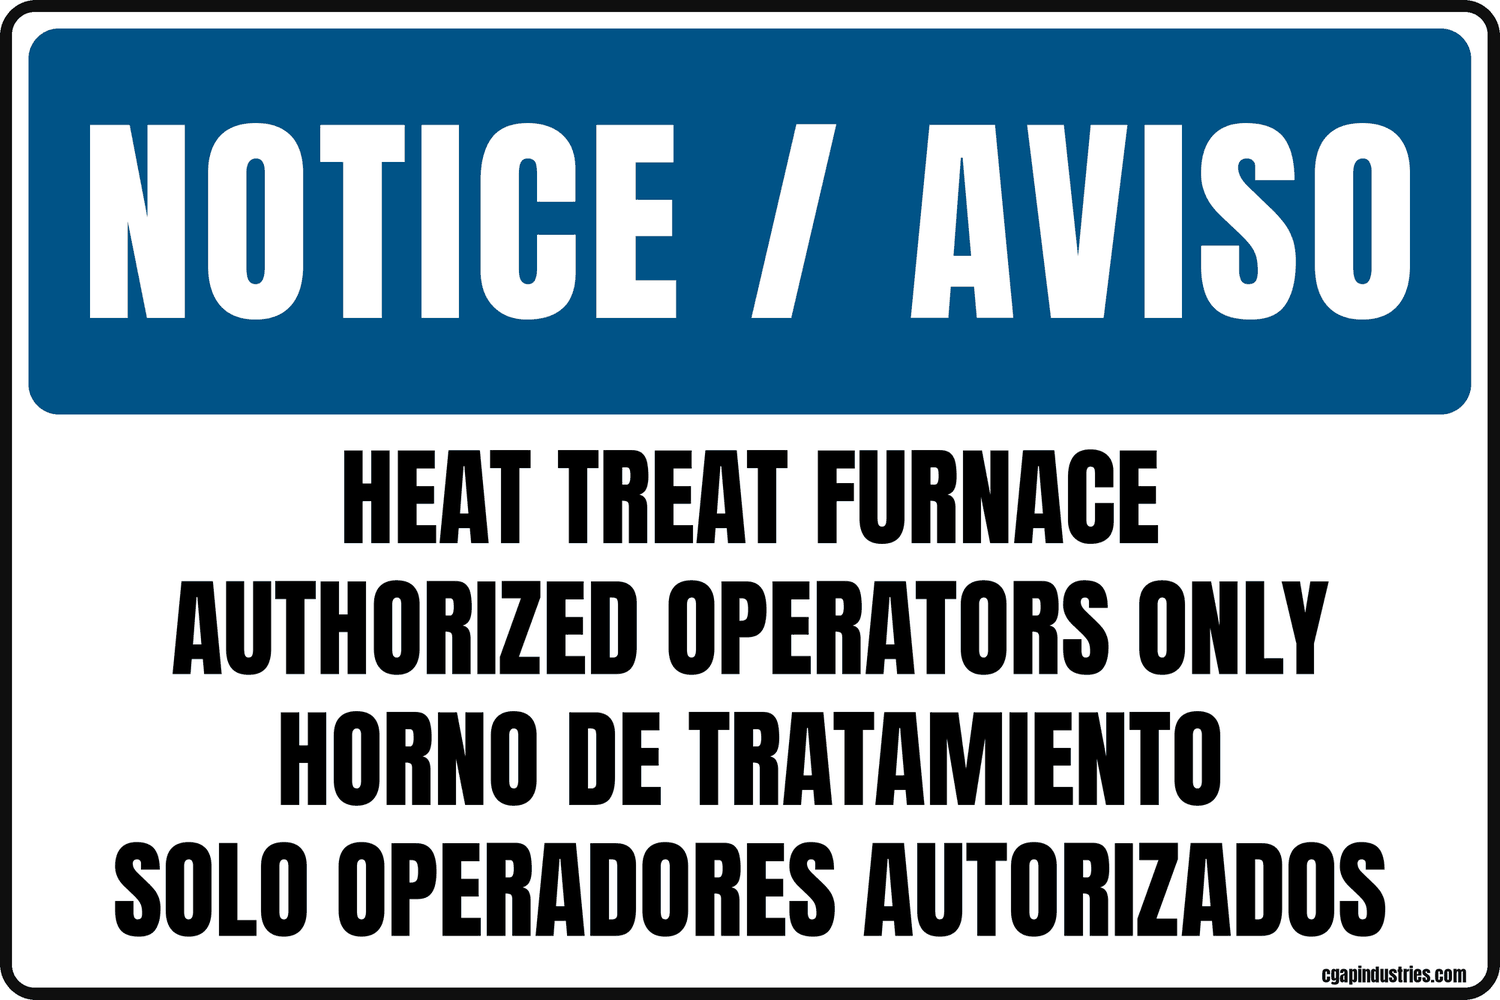 NOTICE / AVISO
HEAT TREAT FURNACE
AUTHORIZED OPERATORS ONLY
HORNO DE TRATAMIENTO
SOLO OPERADORES AUTORIZADOS
cgapindustries.com